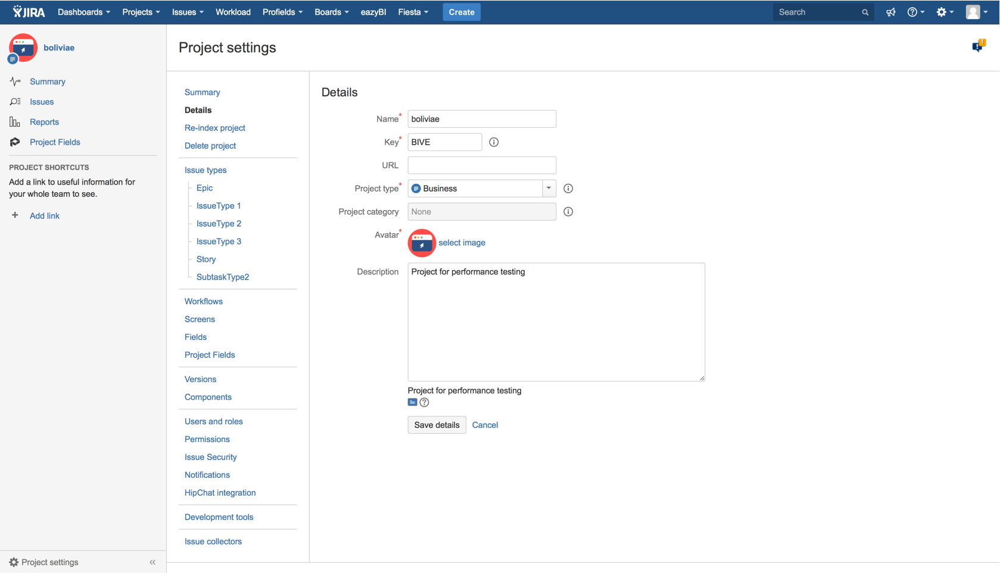 JIRA Dashboards Projects Issues Workload Profields Boards eazyBI Fiesta Create Search
boliviae
Summary
Issues
Reports
Project Fields
PROJECT SHORTCUTS
Add a link to useful information for
your whole team to see.
+ Add link
Project settings «
Project settings
1
Summary
Details
Re-index project
Delete project
Issue types
Epic
IssueType 1
IssueType 2
IssueType 3
Story
SubtaskType2
Workflows
Screens
Fields
Project Fields
Versions
Components
Users and roles
Permissions
Issue Security
Notifications
HipChat integration
Development tools
Issue collectors
Details
Name* boliviae
Key* BIVE
URL
Project type* Business
Project category None
Avatar* select image
Description Project for performance testing
Project for performance testing
Save details Cancel